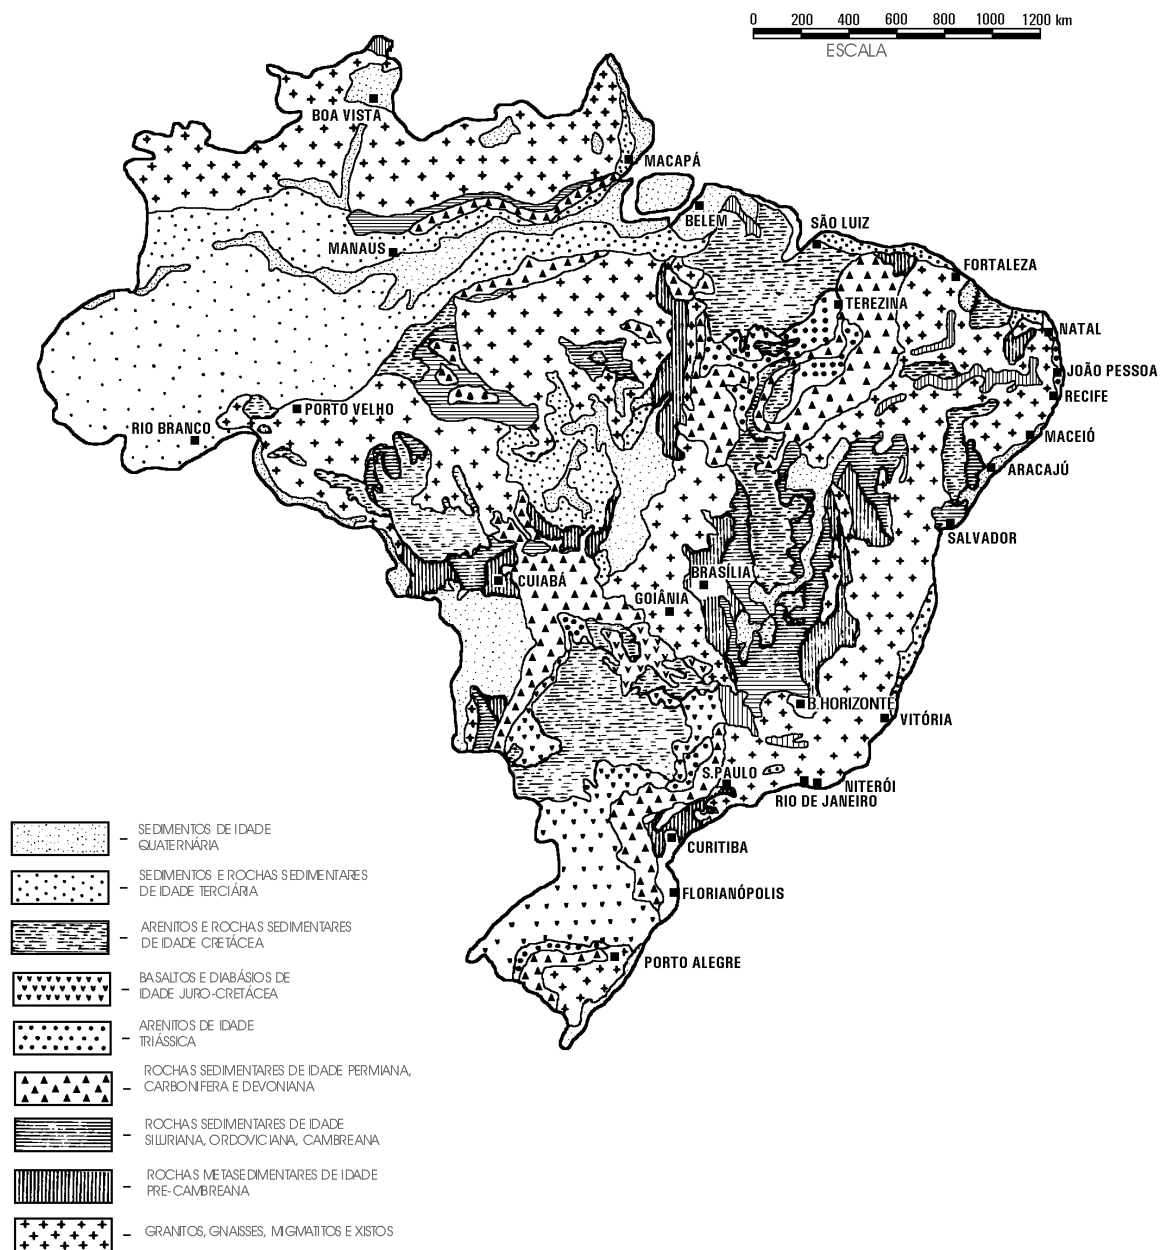 0 200 400 600 800 1000 1200 km
ESCALA
BOA VISTA
MACAPÁ
BELEM
SÃO LUIZ
MANAUS
FORTALEZA
TEREZINA
NATAL
JOÃO PESSOA
RECIFE
PORTO VELHO
RIO BRANCO
MACEIÓ
ARACAJÚ
SALVADOR
BRASÍLIA
CUIABÁ
GOIÂNIA
B.HORIZONTE
VITÓRIA
S.PAULO
NITERÓI
RIO DE JANEIRO
CURITIBA
FLORIANÓPOLIS
PORTO ALEGRE
– SEDIMENTOS DE IDADE
QUATERNÁRIA
– SEDIMENTOS E ROCHAS SEDIMENTARES
DE IDADE TERCIÁRIA
– ARENITOS E ROCHAS SEDIMENTARES
DE IDADE CRETÁCEA
– BASALTOS E DIABÁSIOS DE
IDADE JURO-CRETÁCEA
– ARENITOS DE IDADE
TRIÁSSICA
– ROCHAS SEDIMENTARES DE IDADE PERMIANA,
CARBONIFERA E DEVONIANA
– ROCHAS SEDIMENTARES DE IDADE
SILURIANA, ORDOVICIANA, CAMBREANA
– ROCHAS METASEDIMENTARES DE IDADE
PRE-CAMBREANA
– GRANITOS, GNAISSES, MIGMATITOS E XISTOS